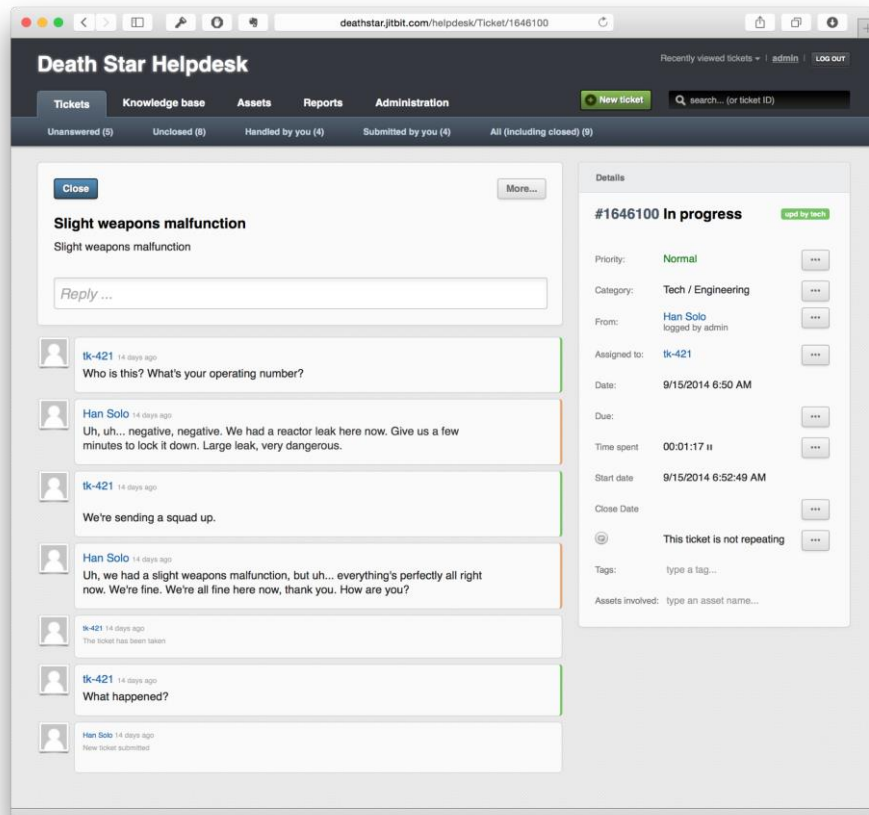 deathstar.jitbit.com/helpdesk/Ticket/1646100
Death Star Helpdesk
Recently viewed tickets
admin
LOG OUT
Tickets
Knowledge base
Assets
Reports
Administration
New ticket
search... (or ticket ID)
Unanswered (5)
Unclosed (8)
Handled by you (4)
Submitted by you (4)
All (including closed) (9)
Close
More...
Slight weapons malfunction
Slight weapons malfunction
Reply ...
tk-421 14 days ago
Who is this? What's your operating number?
Han Solo 14 days ago
Uh, uh... negative, negative. We had a reactor leak here now. Give us a few
minutes to lock it down. Large leak, very dangerous.
tk-421 14 days ago
We're sending a squad up.
Han Solo 14 days ago
Uh, we had a slight weapons malfunction, but uh... everything's perfectly all right
now. We're fine. We're all fine here now, thank you. How are you?
tk-421 14 days ago
The ticket has been taken
tk-421 14 days ago
What happened?
Han Solo 14 days ago
New ticket submitted
Details
#1646100 In progress
upd by tech
Priority: Normal
Category: Tech / Engineering
From: Han Solo
logged by admin
Assigned to: tk-421
Date: 9/15/2014 6:50 AM
Due:
Time spent 00:01:17
Start date 9/15/2014 6:52:49 AM
Close Date
This ticket is not repeating
Tags: type a tag...
Assets involved: type an asset name...